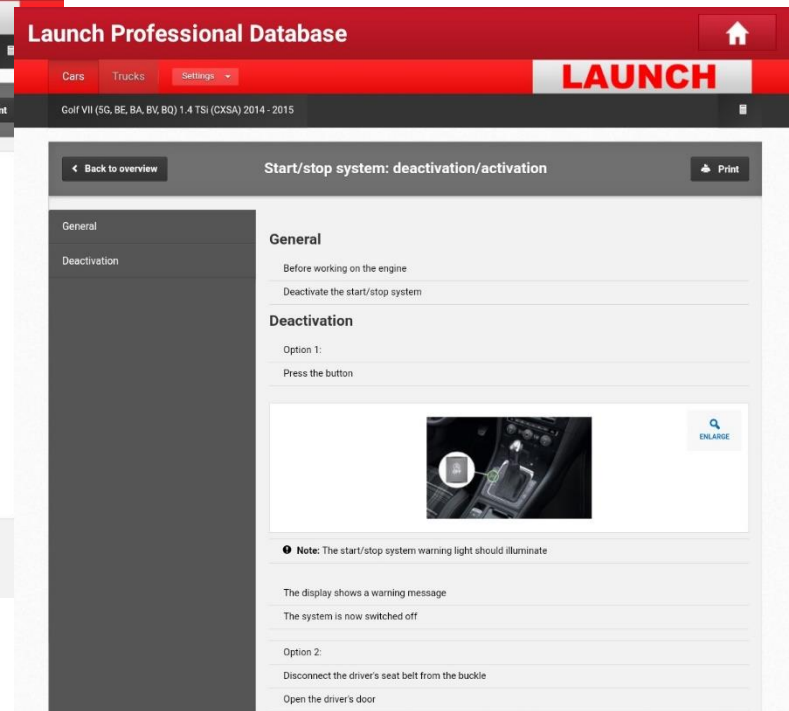 Launch Professional Database
Cars Trucks Settings
LAUNCH
Golf VII (5G, BE, BA, BV, BQ) 1.4 TSi (CXSA) 2014 - 2015
nt
Back to overview
Start/stop system: deactivation/activation
Print
General
Deactivation
General
Before working on the engine
Deactivate the start/stop system
Deactivation
Option 1:
Press the button
ENLARGE
Note: The start/stop system warning light should illuminate
The display shows a warning message
The system is now switched off
Option 2:
Disconnect the driver's seat belt from the buckle
Open the driver's door